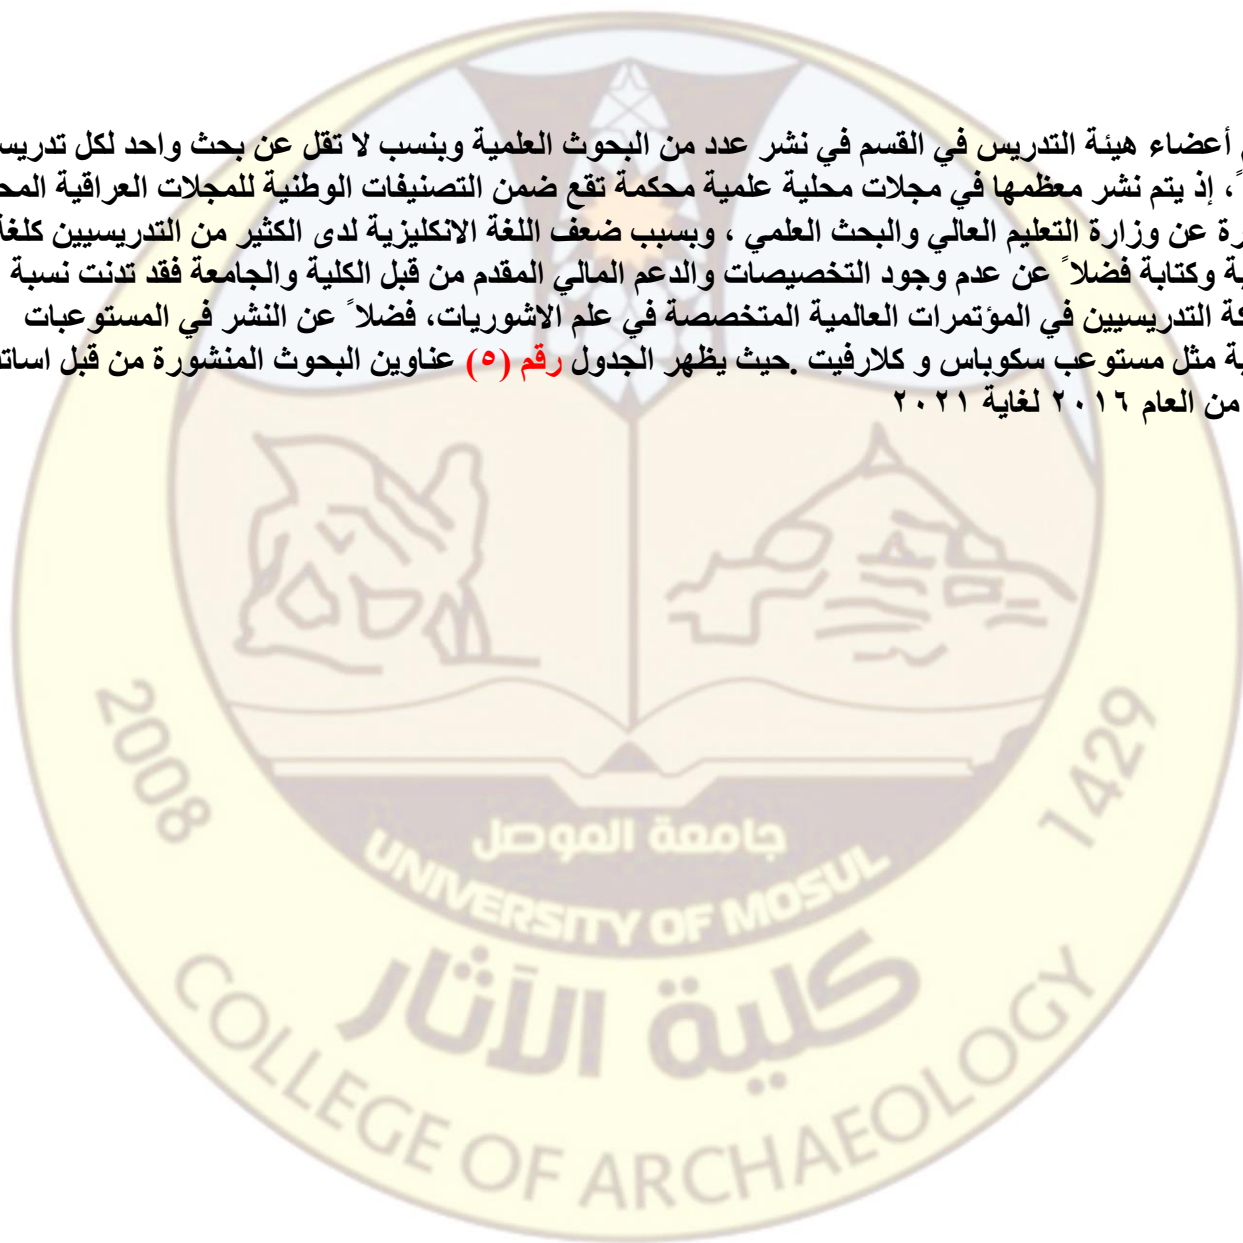 أعضاء هيئة التدريس في القسم في نشر عدد من البحوث العلمية وبنسب لا تقل عن بحث واحد لكل
، إذ يتم نشر معظمها في مجلات محلية علمية محكمة تقع ضمن التصنيفات الوطنية للمجلات العراقية
عن وزارة التعليم العالي والبحث العلمي ، وبسبب ضعف اللغة الانكليزية لدى الكثير من التدريسيين كلغة
وكتابة فضلاً عن عدم وجود التخصيصات والدعم المالي المقدم من قبل الكلية والجامعة فقد تدنت نسبة
التدريسيين في المؤتمرات العالمية المتخصصة في علم الاشوريات، فضلاً عن النشر في المستوعبات
مثل مستوعب سكوباس و كلارفيت .حيث يظهر الجدول رقم (٥) عناوين البحوث المنشورة من قبل
من العام ٢٠١٦ لغاية ٢٠٢١
2008
1429
جامعة الموصل
UNIVERSITY OF MOSUL
كلية الآثار
COLLEGE OF ARCHAEOLOGY